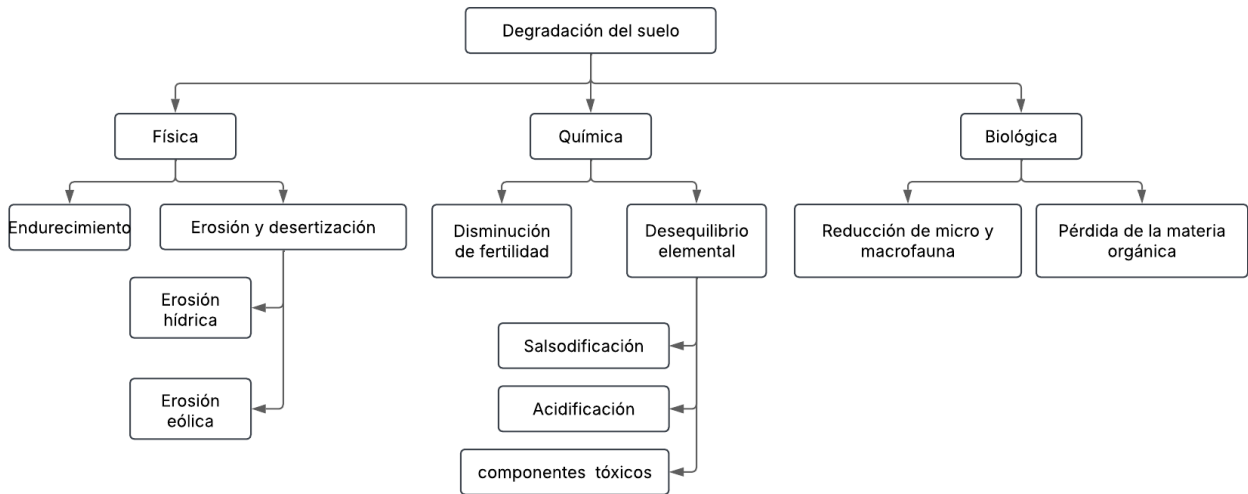 Degradación del suelo
Física
Química
Biológica
Endurecimiento
Erosión y desertización
Disminución
de fertilidad
Desequilibrio
elemental
Reducción de micro y
macrofauna
Pérdida de la materia
orgánica
Erosión
hídrica
Salsodificación
Erosión
eólica
Acidificación
componentes tóxicos